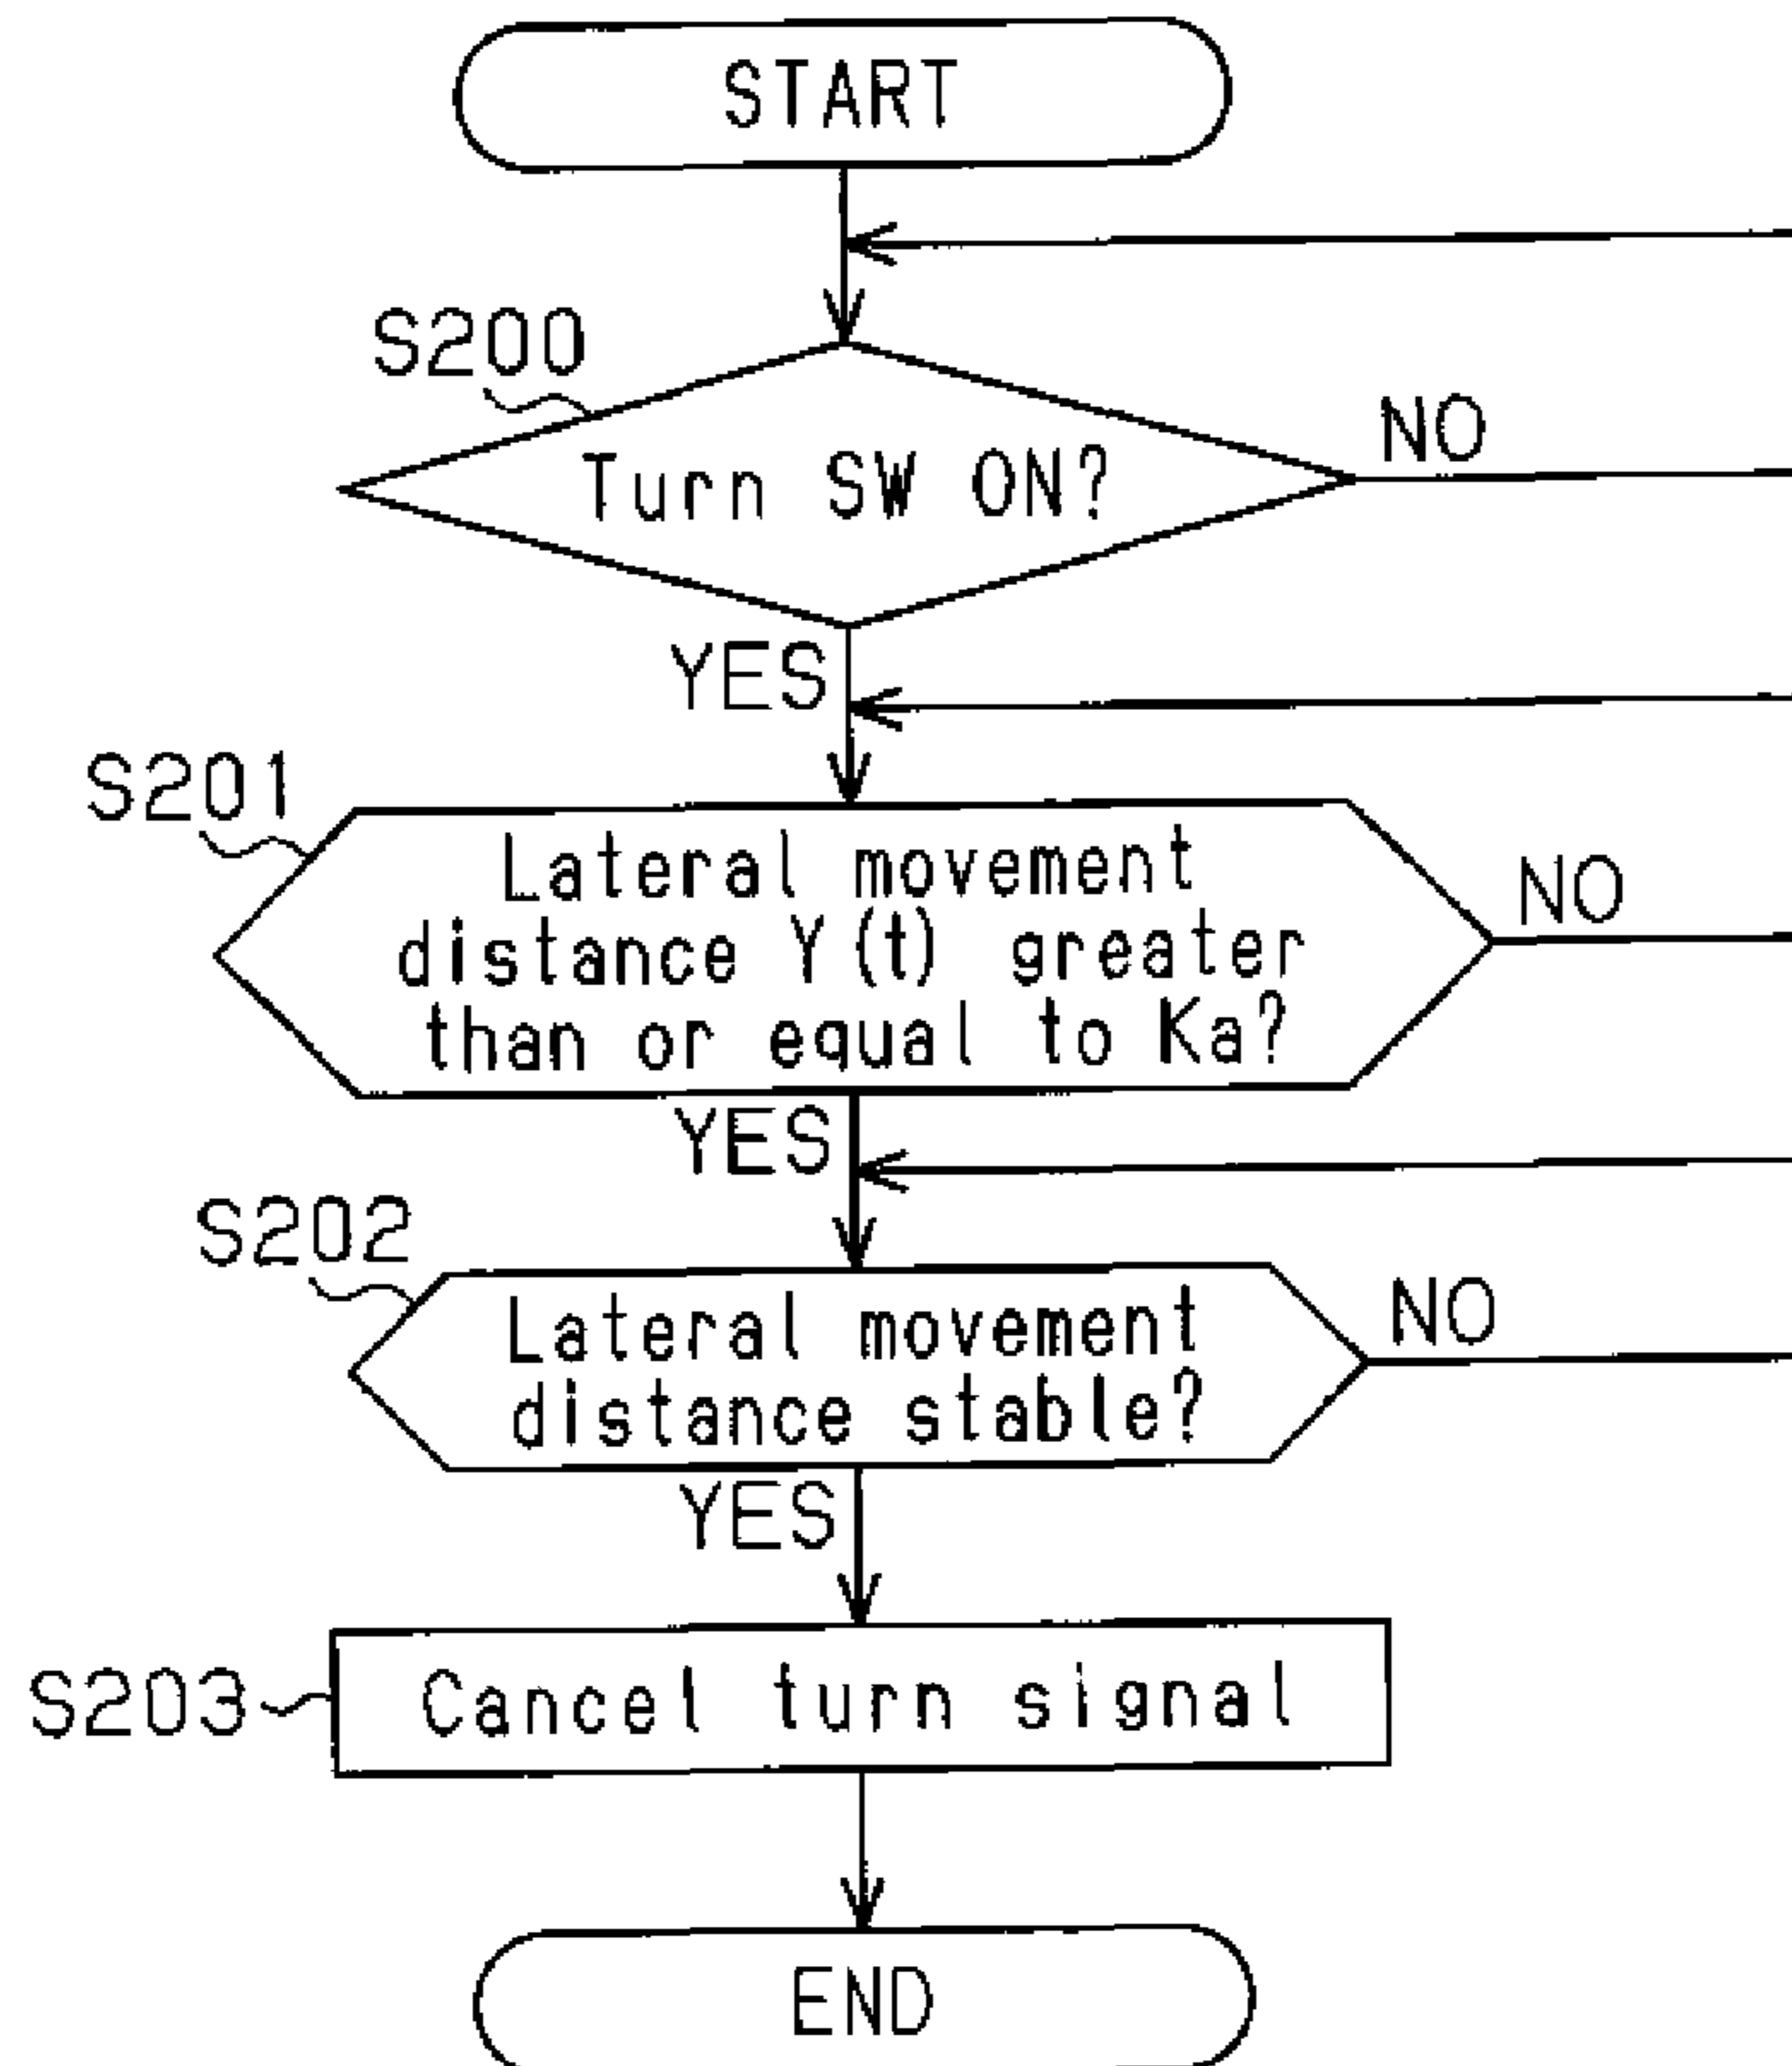 START
S200
Turn SW ON?
NO
YES
S201
Lateral movement
distance Y(t) greater
than or equal to Ka?
NO
YES
S202
Lateral movement
distance stable?
NO
YES
S203
Cancel turn signal
END